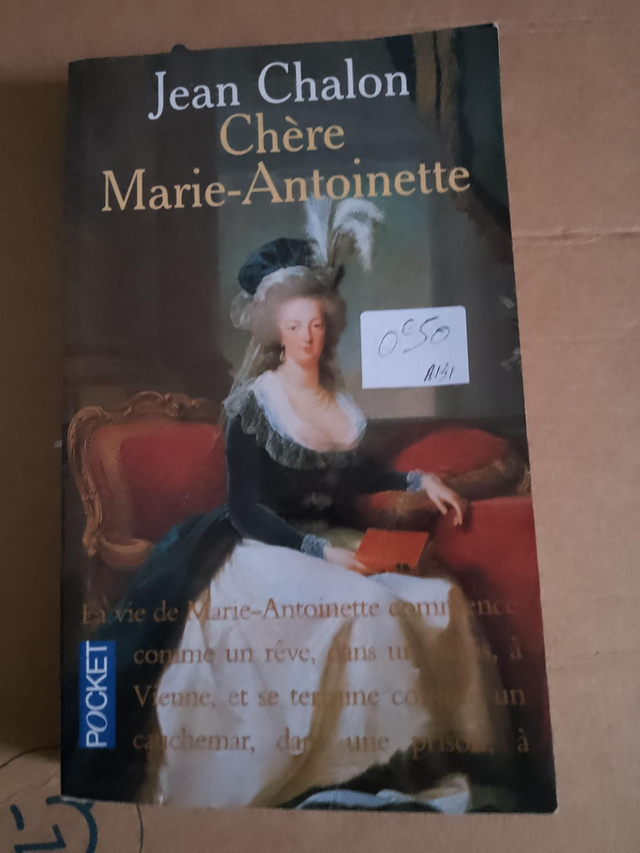 Jean Chalon
Chère
Marie-Antoinette
0€50
La vie de Marie-Antoinette commence
comme un rêve, dans un palais, à
Vienne, et se termine comme un
cauchemar, dans une prison, à
POCKET